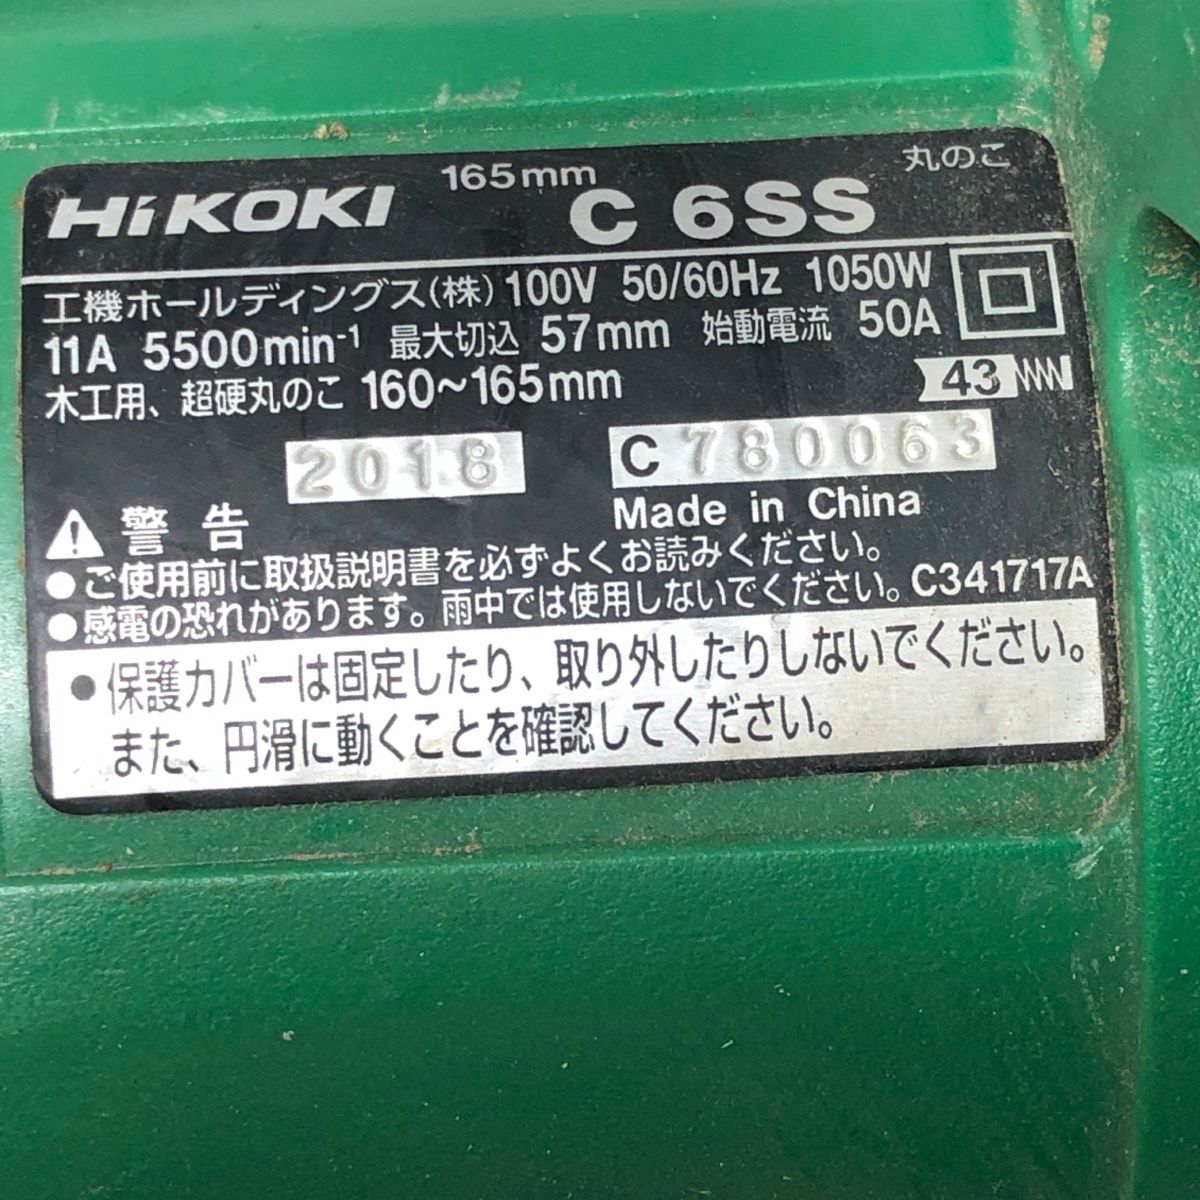 HiKOKI 165mm C 6SS 丸のこ
工機ホールディングス(株) 100V 50/60Hz 1050W
11A 5500min-1 最大切込 57mm 始動電流 50A
木工用、超硬丸のこ 160~165mm 43
2018 C 780063
Made in China
警告
●ご使用前に取扱説明書を必ずよくお読みください。
●感電の恐れがあります。雨中では使用しないでください。C341717A
●保護カバーは固定したり、取り外したりしないでください。
また、円滑に動くことを確認してください。